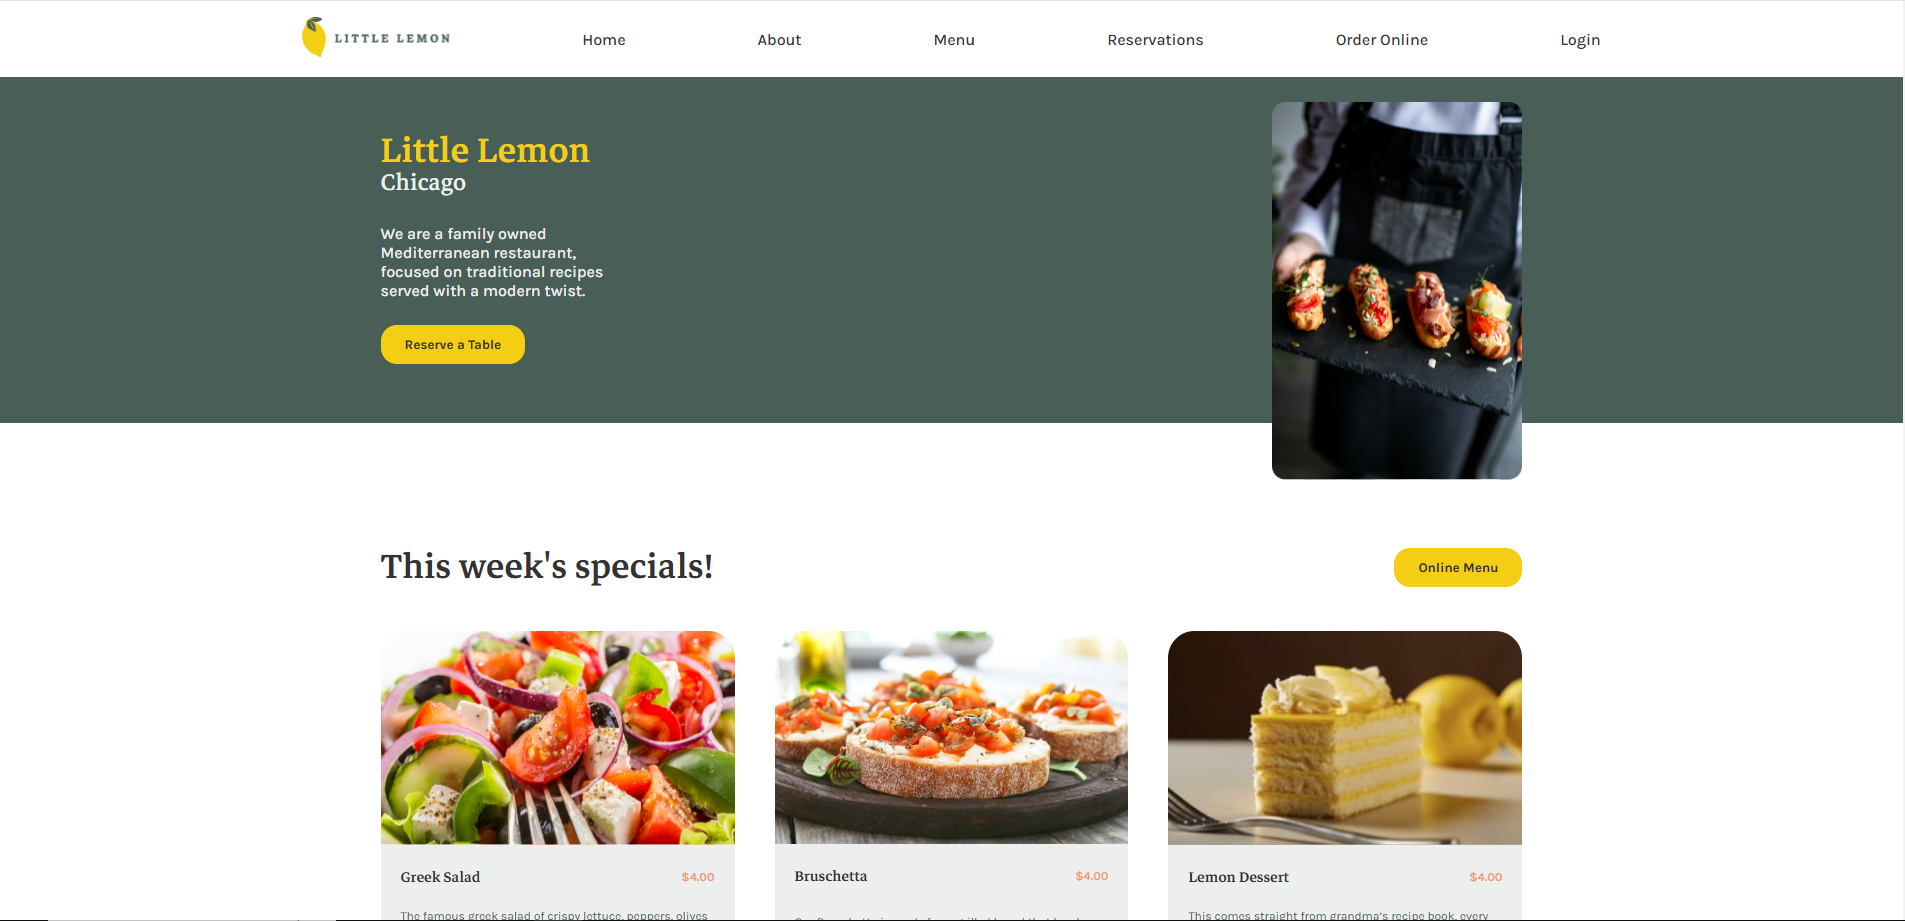 LITTLE LEMON
Home
About
Menu
Reservations
Order Online
Login
Little Lemon
Chicago
We are a family owned
Mediterranean restaurant,
focused on traditional recipes
served with a modern twist.
Reserve a Table
This week's specials!
Online Menu
Greek Salad $4.00
The famous greek salad of crispy lettuce, peppers, olives
Bruschetta $4.00
Lemon Dessert $4.00
This comes straight from grandma's recipe book, every